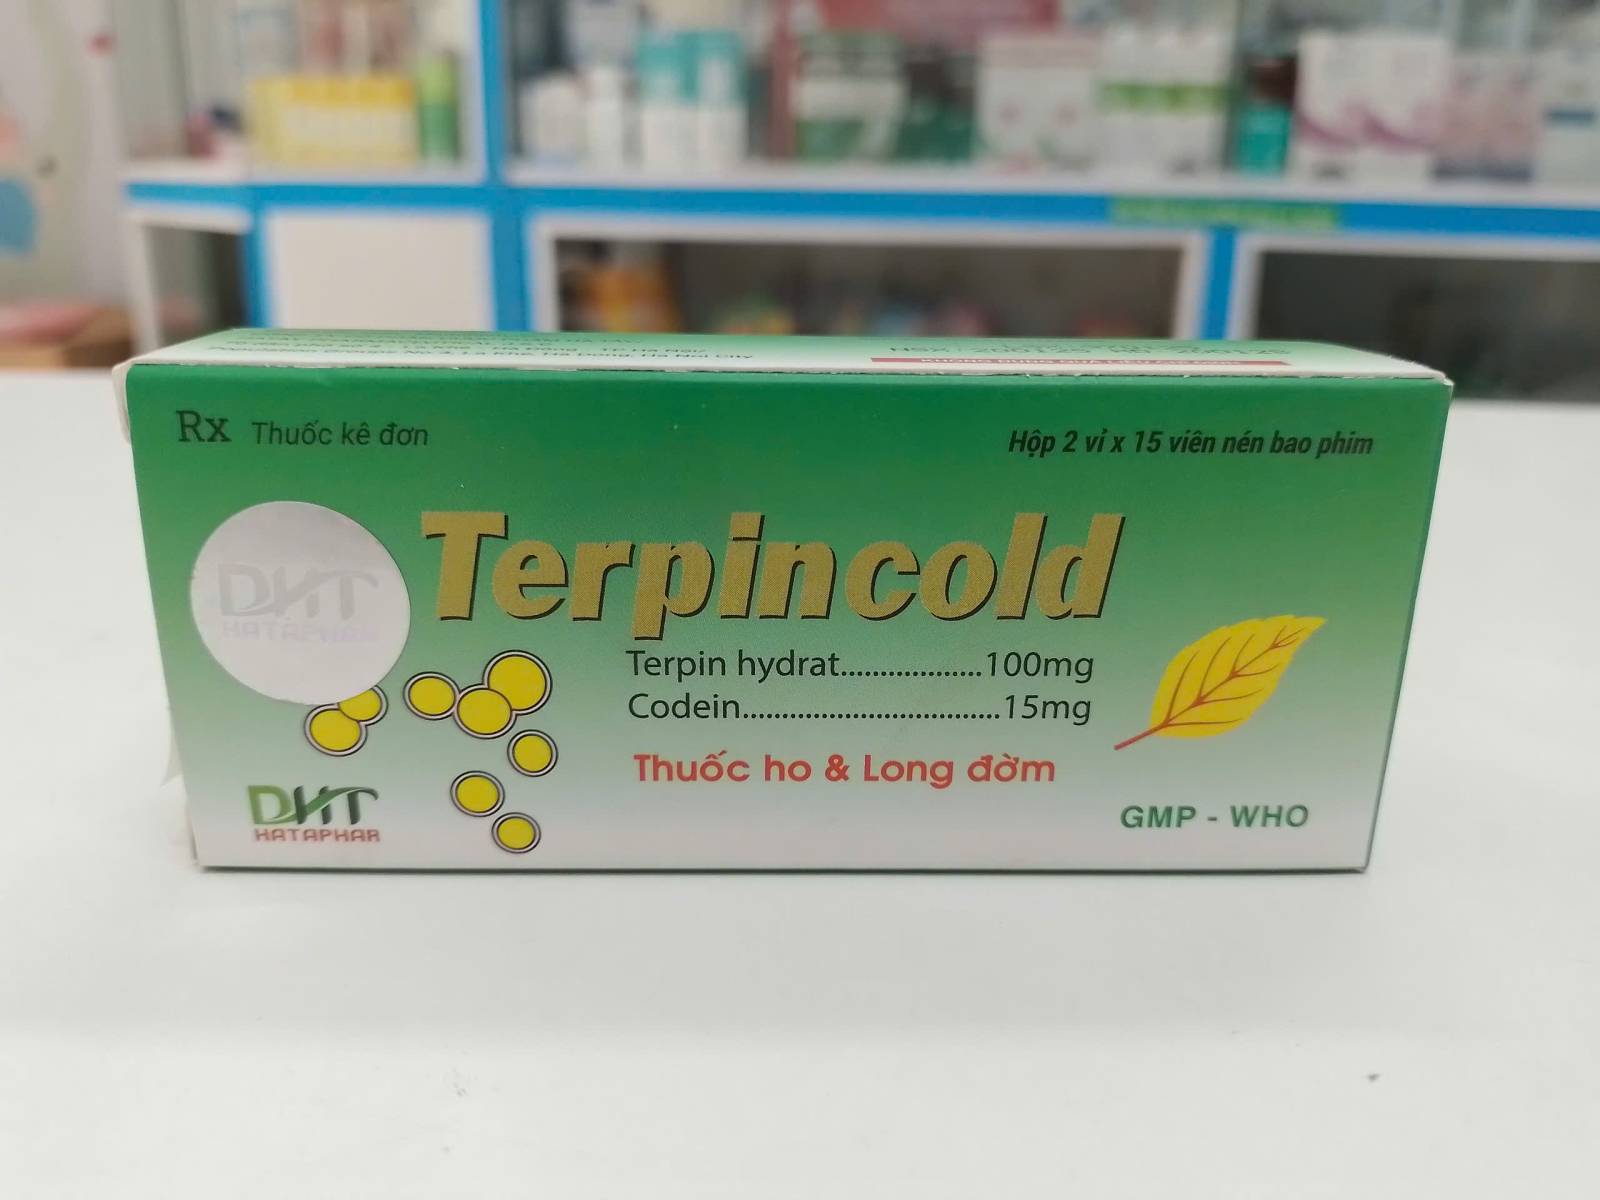 Rx Thuốc kê đơn
Hộp 2 vỉ x 15 viên nén bao phim
DHT
HATAPHAR
Terpincold
Terpin hydrat..................100mg
Codein.................................15mg
Thuốc ho & Long đờm
DHT
HATAPHAR
GMP - WHO